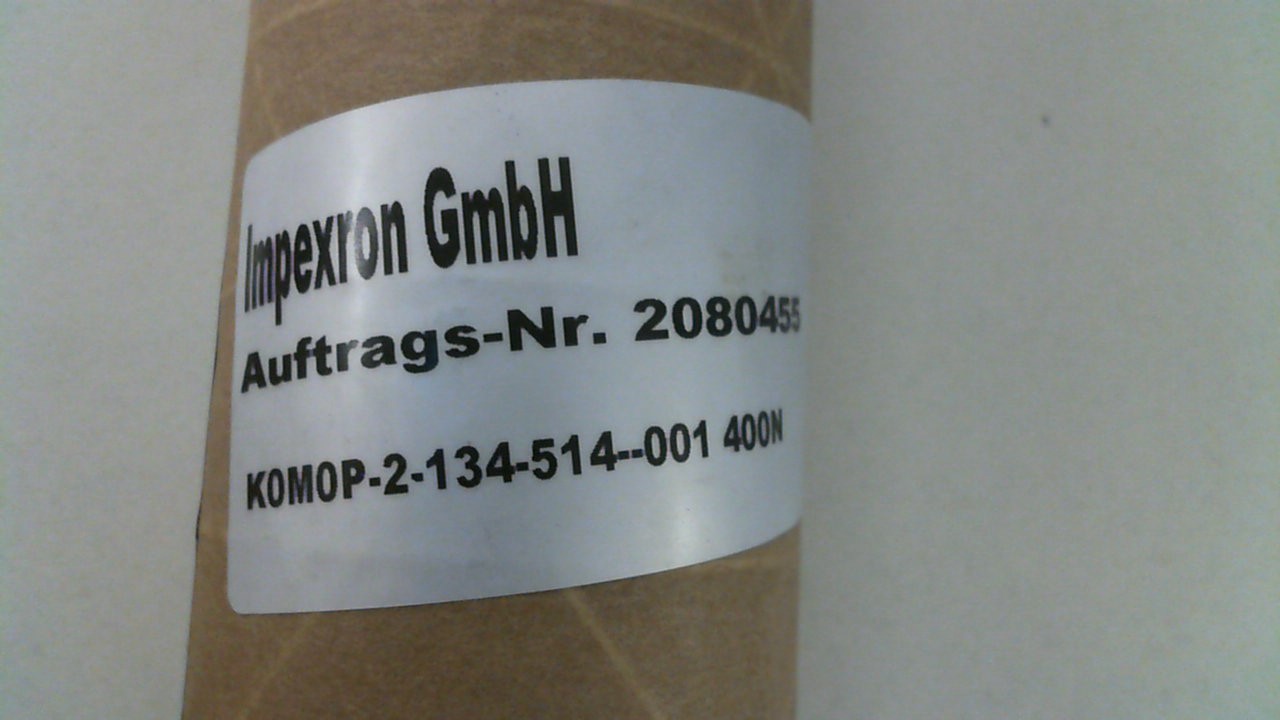 Impexron GmbH
Auftrags-Nr. 2080455
KOMOP-2-134-514--001 400N